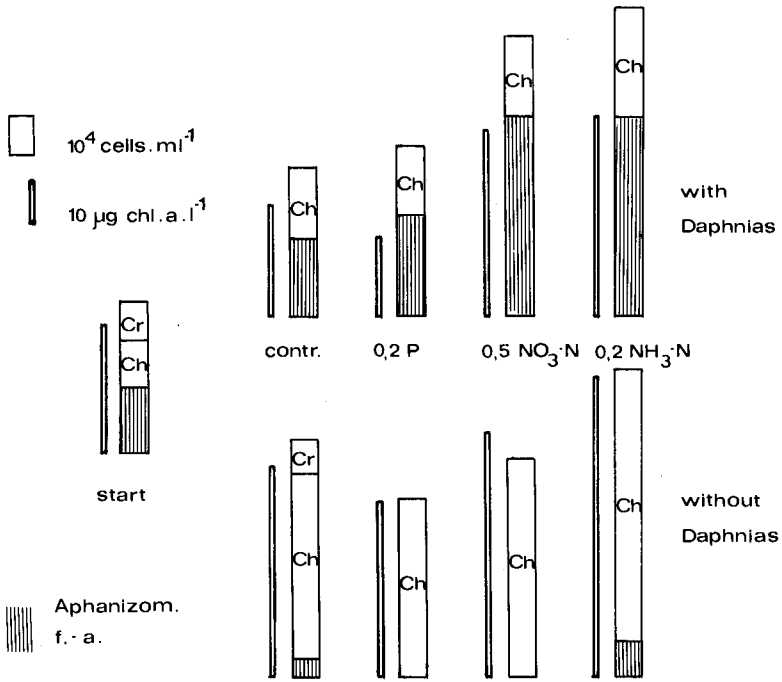 10⁴ cells.ml⁻¹
10 µg chl.a.l⁻¹
Ch
Ch
Ch
Ch
with
Daphnias
contr.
0,2 P
0,5 NO₃-N
0,2 NH₃-N
Cr
Ch
start
Cr
Ch
Ch
Ch
Ch
without
Daphnias
Aphanizom.
f.-a.